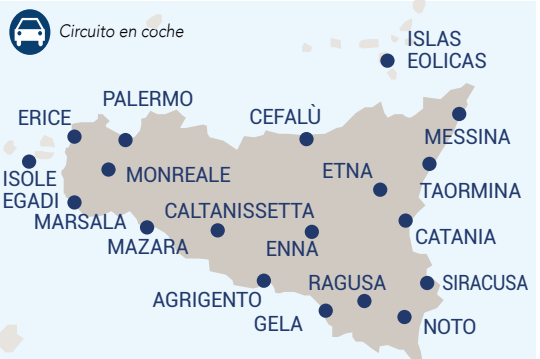 Circuito en coche
ISLAS
EOLICAS
PALERMO
ERICE
CEFALÙ
MESSINA
ETNA
MONREALE
ISOLE
EGADI
TAORMINA
MARSALA
CALTANISSETTA
MAZARA
ENNA
CATANIA
RAGUSA
SIRACUSA
AGRIGENTO
GELA
NOTO